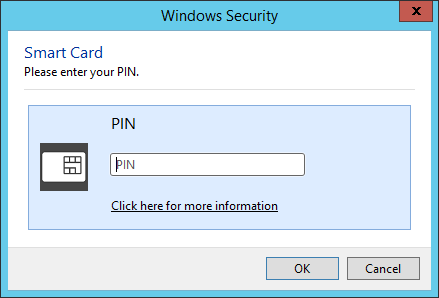 Windows Security
Smart Card
Please enter your PIN.
PIN
PIN
Click here for more information
OK
Cancel